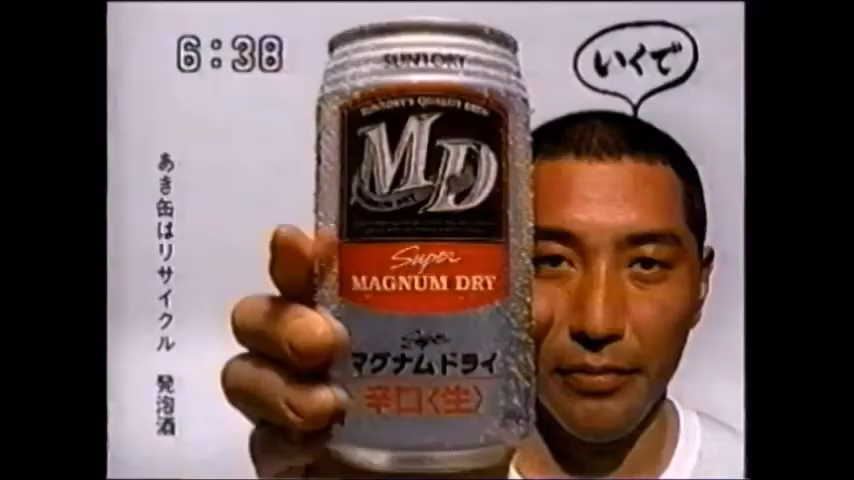 6:38
いくで
あき缶はリサイクル 発泡酒
SUNTORY
SUNTORY'S QUALITY BREW
MD
Super
MAGNUM DRY
Super
マグナムドライ
辛口〈生〉